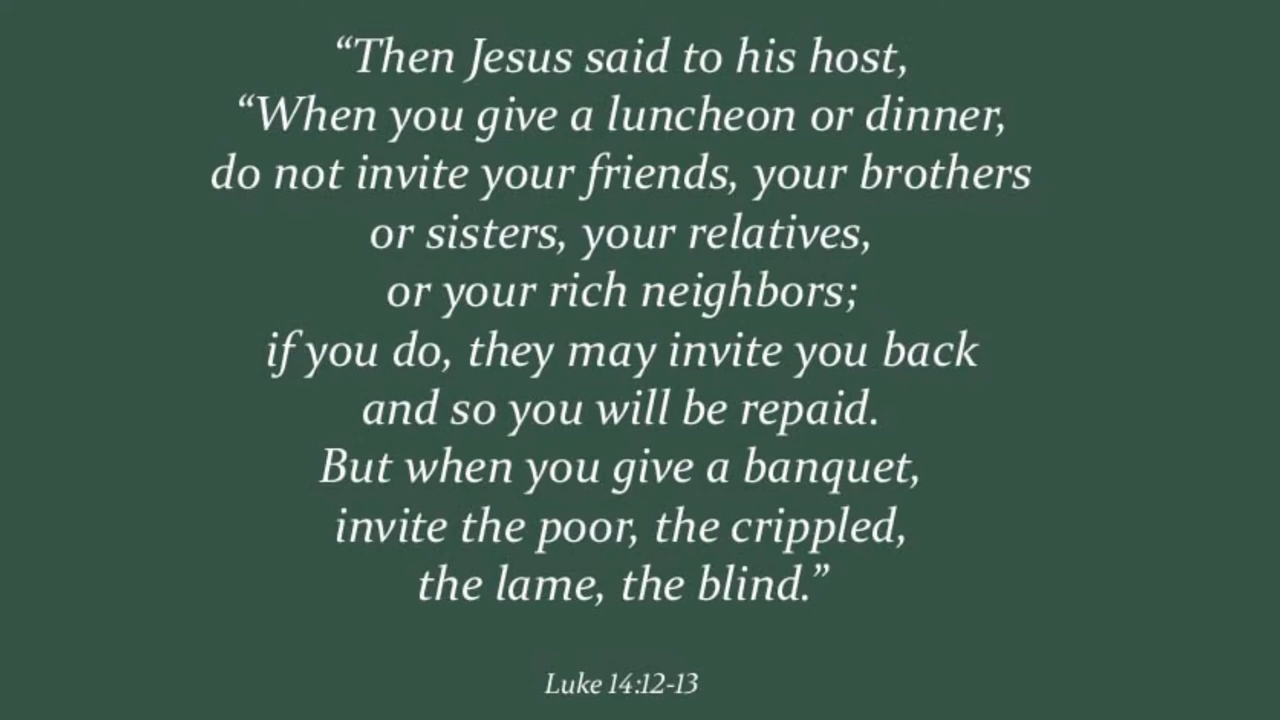 “Then Jesus said to his host,
“When you give a luncheon or dinner,
do not invite your friends, your brothers
or sisters, your relatives,
or your rich neighbors;
if you do, they may invite you back
and so you will be repaid.
But when you give a banquet,
invite the poor, the crippled,
the lame, the blind.”
Luke 14:12-13